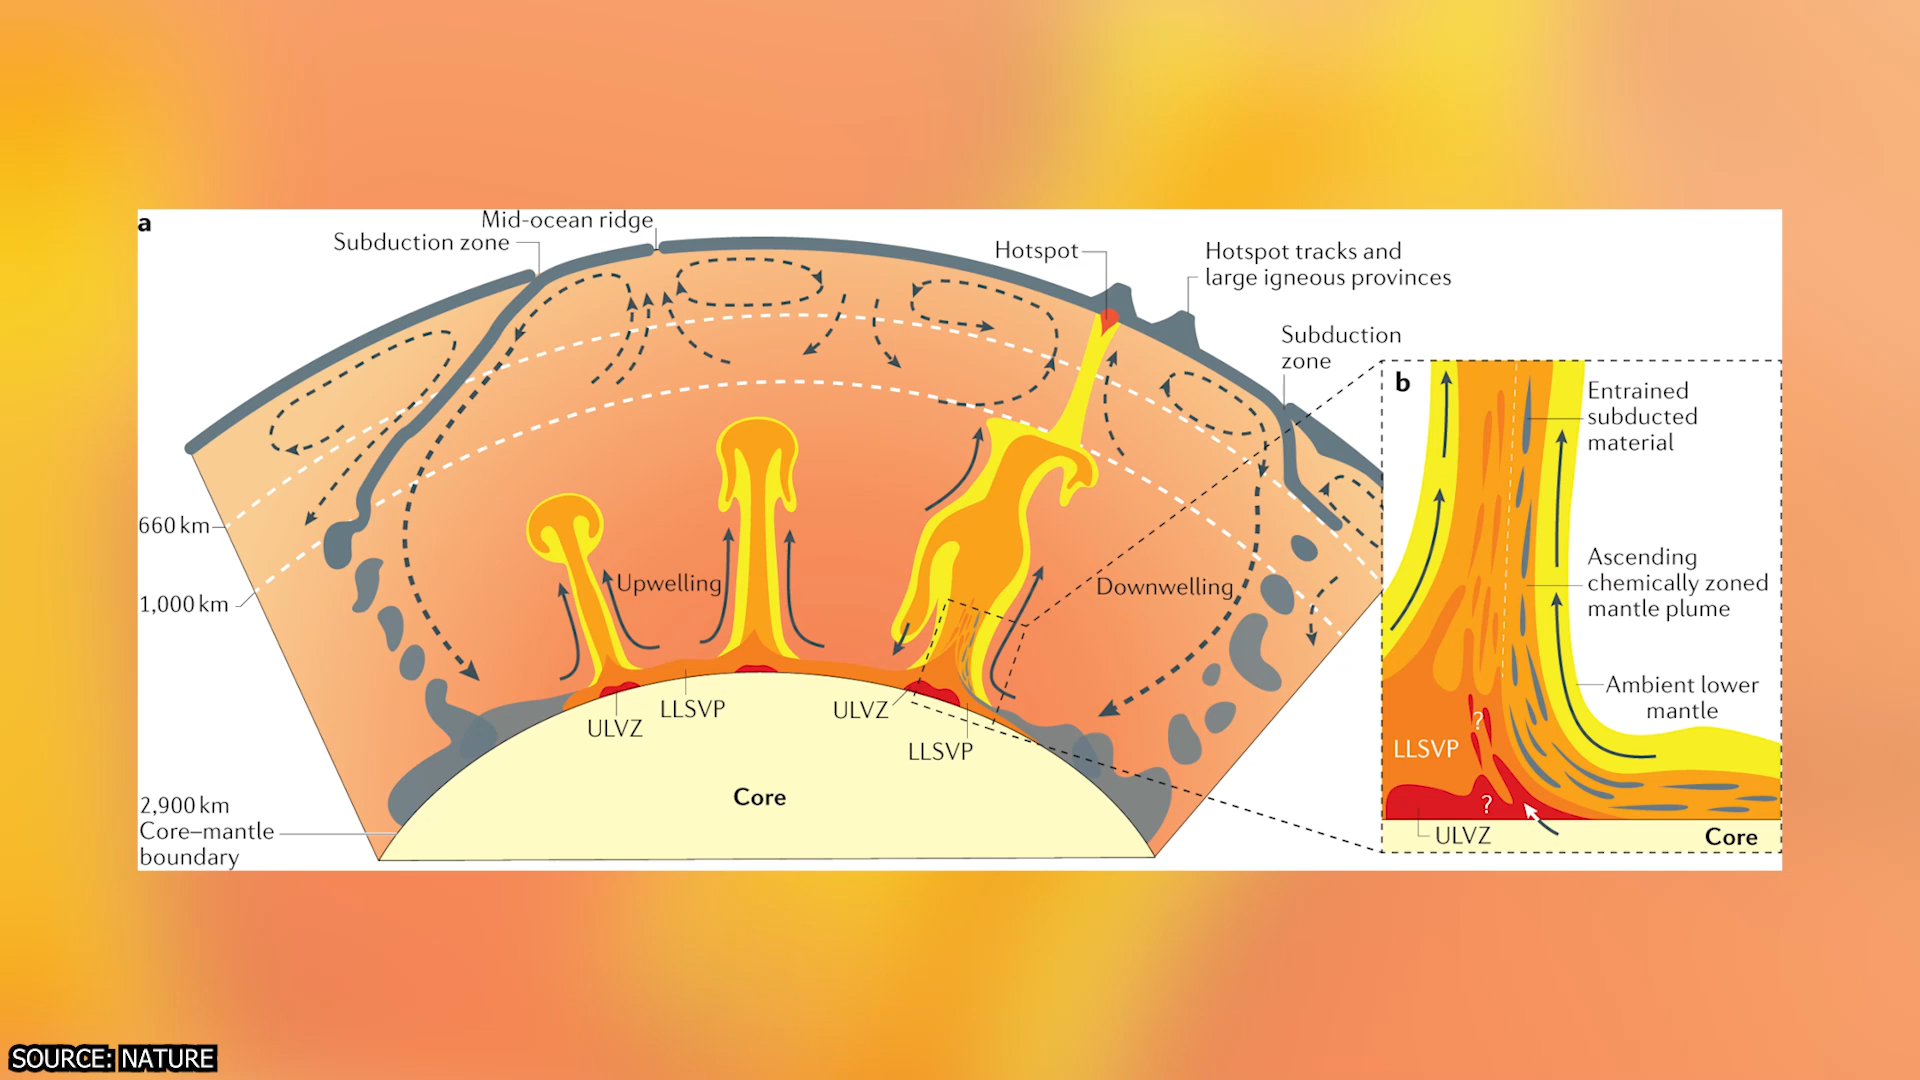 a
Mid-ocean ridge
Subduction zone
Hotspot
Hotspot tracks and
large igneous provinces
Subduction
zone
660 km
1,000 km
Upwelling
Downwelling
ULVZ
LLSVP
ULVZ
LLSVP
Core
2,900 km
Core–mantle
boundary
b
Entrained
subducted
material
Ascending
chemically zoned
mantle plume
Ambient lower
mantle
?
LLSVP
?
ULVZ
Core
SOURCE: NATURE